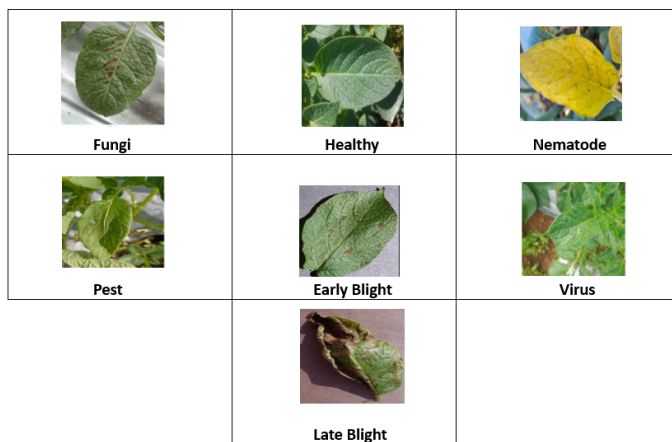 Fungi
Healthy
Nematode
Pest
Early Blight
Virus
Late Blight